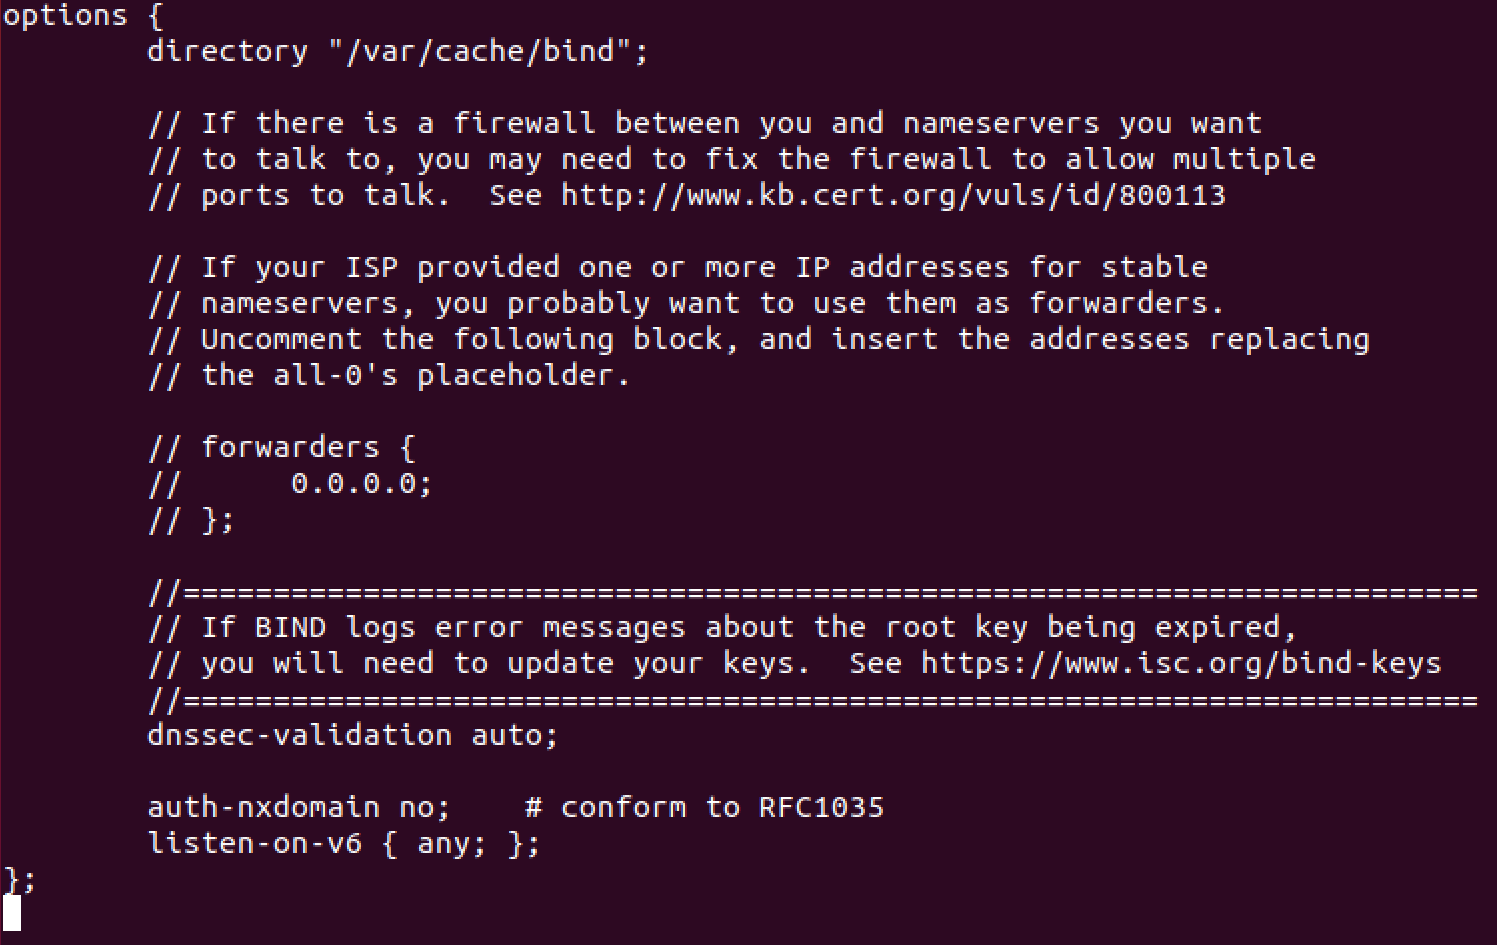 options {
        directory "/var/cache/bind";

        // If there is a firewall between you and nameservers you want
        // to talk to, you may need to fix the firewall to allow multiple
        // ports to talk.  See http://www.kb.cert.org/vuls/id/800113

        // If your ISP provided one or more IP addresses for stable
        // nameservers, you probably want to use them as forwarders.
        // Uncomment the following block, and insert the addresses replacing
        // the all-0's placeholder.

        // forwarders {
        //      0.0.0.0;
        // };

        //========================================================================
        // If BIND logs error messages about the root key being expired,
        // you will need to update your keys.  See https://www.isc.org/bind-keys
        //========================================================================
        dnssec-validation auto;

        auth-nxdomain no;    # conform to RFC1035
        listen-on-v6 { any; };
};